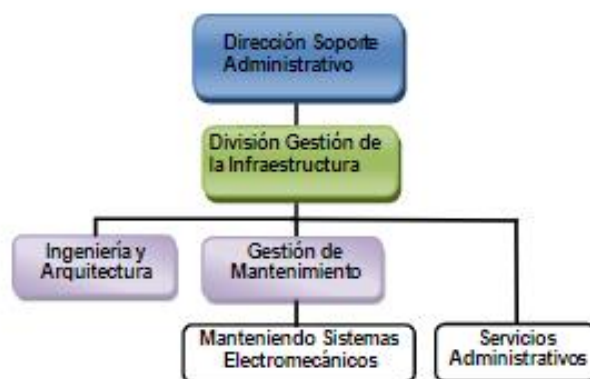 Dirección Soporte
Administrativo
División Gestión de
la Infraestructura
Ingeniería y
Arquitectura
Gestión de
Mantenimiento
Manteniendo Sistemas
Electromecánicos
Servicios
Administrativos